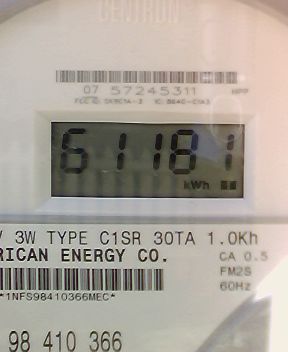 CENTRON
07 57245311
61181
kWh
V 3W TYPE C1SR 30TA 1.0Kh
RICAN ENERGY CO. CA 0.5
FM2S
60Hz
*1NFS98410366MEC*
98 410 366